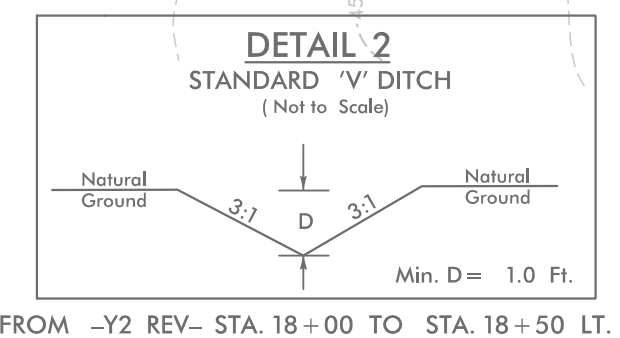 45
DETAIL 2
STANDARD 'V' DITCH
( Not to Scale)
Natural
Ground
3:1
D
3:1
Natural
Ground
Min. D = 1.0 Ft.
FROM –Y2 REV– STA. 18+00 TO STA. 18+50 LT.